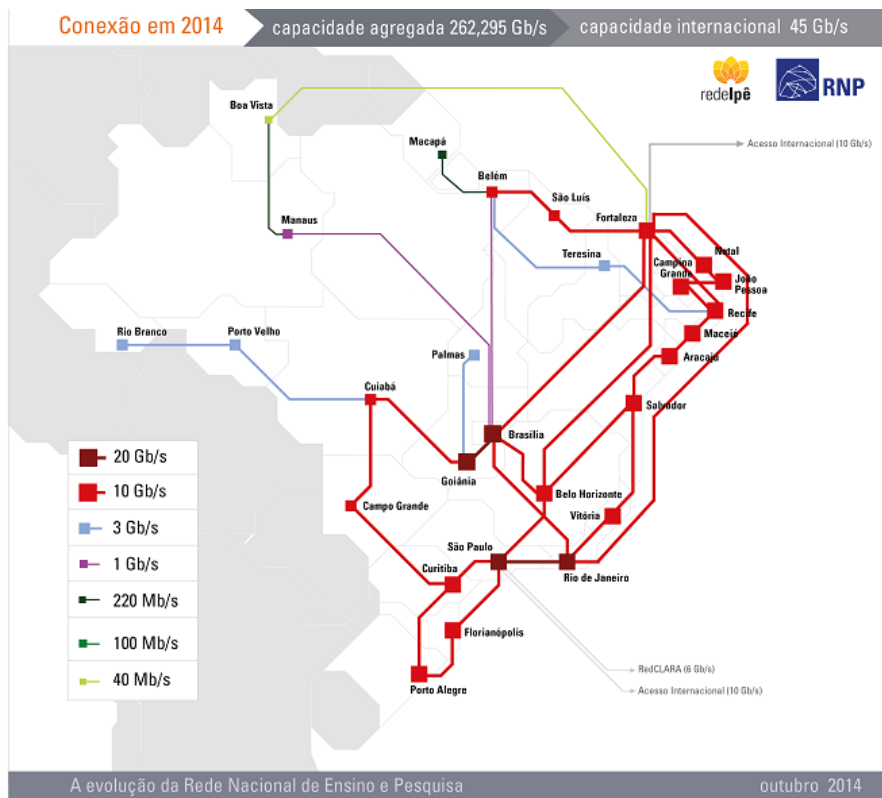 Conexão em 2014
capacidade agregada 262,295 Gb/s
capacidade internacional 45 Gb/s
redeIpê
RNP
Boa Vista
Macapá
Acesso Internacional (10 Gb/s)
Belém
São Luís
Fortaleza
Manaus
Teresina
Natal
Campina
Grande
João
Pessoa
Recife
Maceió
Rio Branco
Porto Velho
Palmas
Aracajú
Cuiabá
Salvador
Brasília
20 Gb/s
Goiânia
10 Gb/s
Belo Horizonte
Campo Grande
Vitória
3 Gb/s
São Paulo
1 Gb/s
Curitiba
Rio de Janeiro
220 Mb/s
Florianópolis
100 Mb/s
RedCLARA (6 Gb/s)
40 Mb/s
Porto Alegre
Acesso Internacional (10 Gb/s)
A evolução da Rede Nacional de Ensino e Pesquisa
outubro 2014